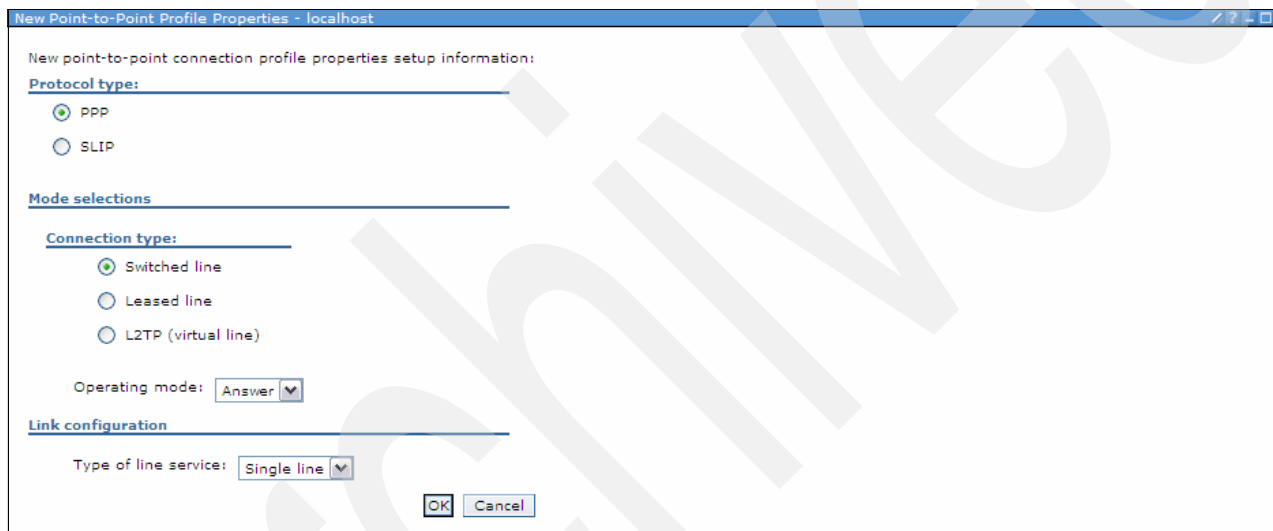 New Point-to-Point Profile Properties - localhost
New point-to-point connection profile properties setup information:
Protocol type:
PPP
SLIP
Mode selections
Connection type:
Switched line
Leased line
L2TP (virtual line)
Operating mode: Answer
Link configuration
Type of line service: Single line
OK Cancel